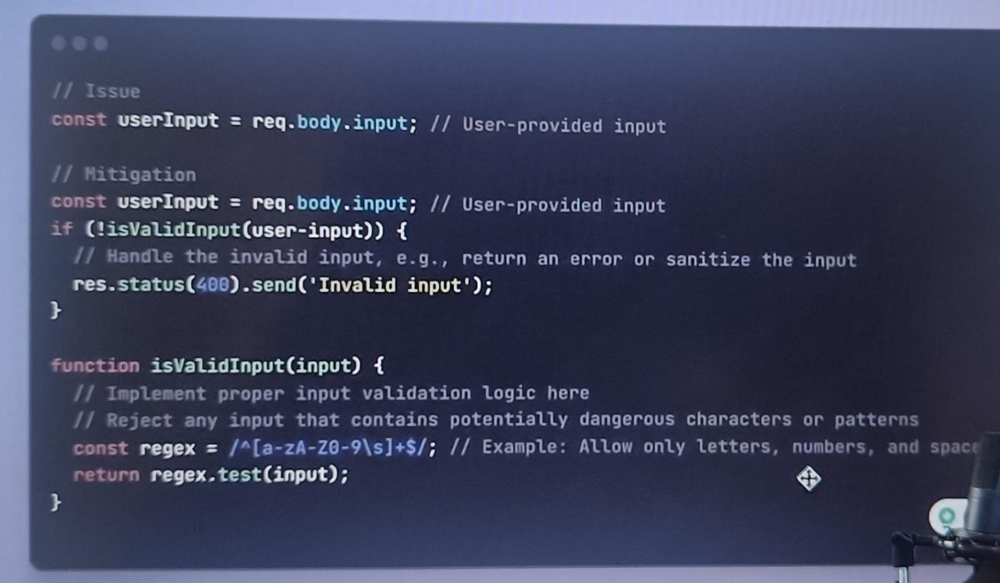 // Issue
const userInput = req.body.input; // User-provided input
// Mitigation
const userInput = req.body.input; // User-provided input
if (!isValidInput(user-input)) {
// Handle the invalid input, e.g., return an error or sanitize the input
res.status(400).send('Invalid input');
}
function isValidInput(input) {
// Implement proper input validation logic here
// Reject any input that contains potentially dangerous characters or patterns
const regex = /^[a-zA-Z0-9\s]+$/; // Example: Allow only letters, numbers, and space
return regex.test(input);
}